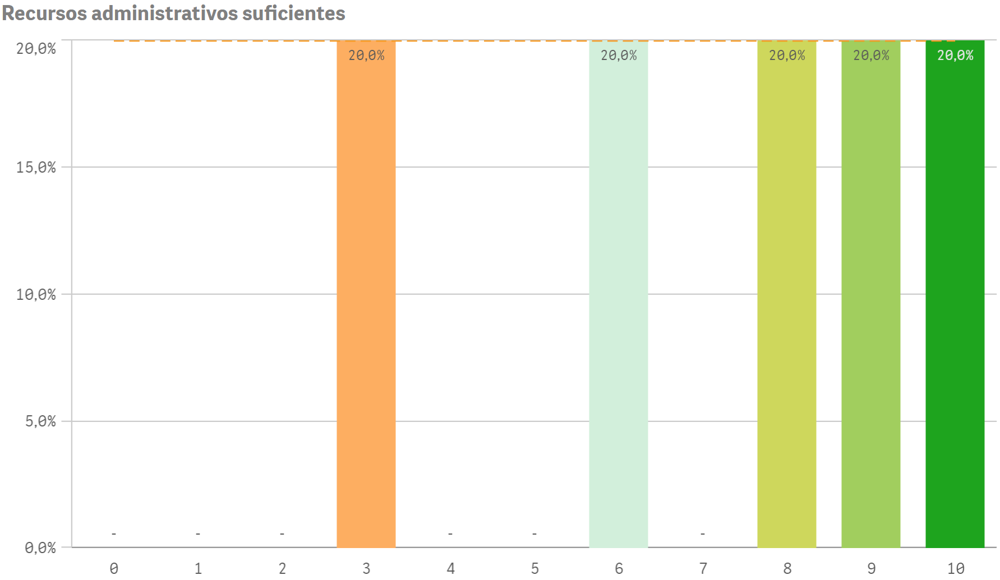 Recursos administrativos suficientes
20,0%
20,0% 20,0% 20,0% 20,0% 20,0%
15,0%
10,0%
5,0%
- - - - - -
0,0%
0 1 2 3 4 5 6 7 8 9 10